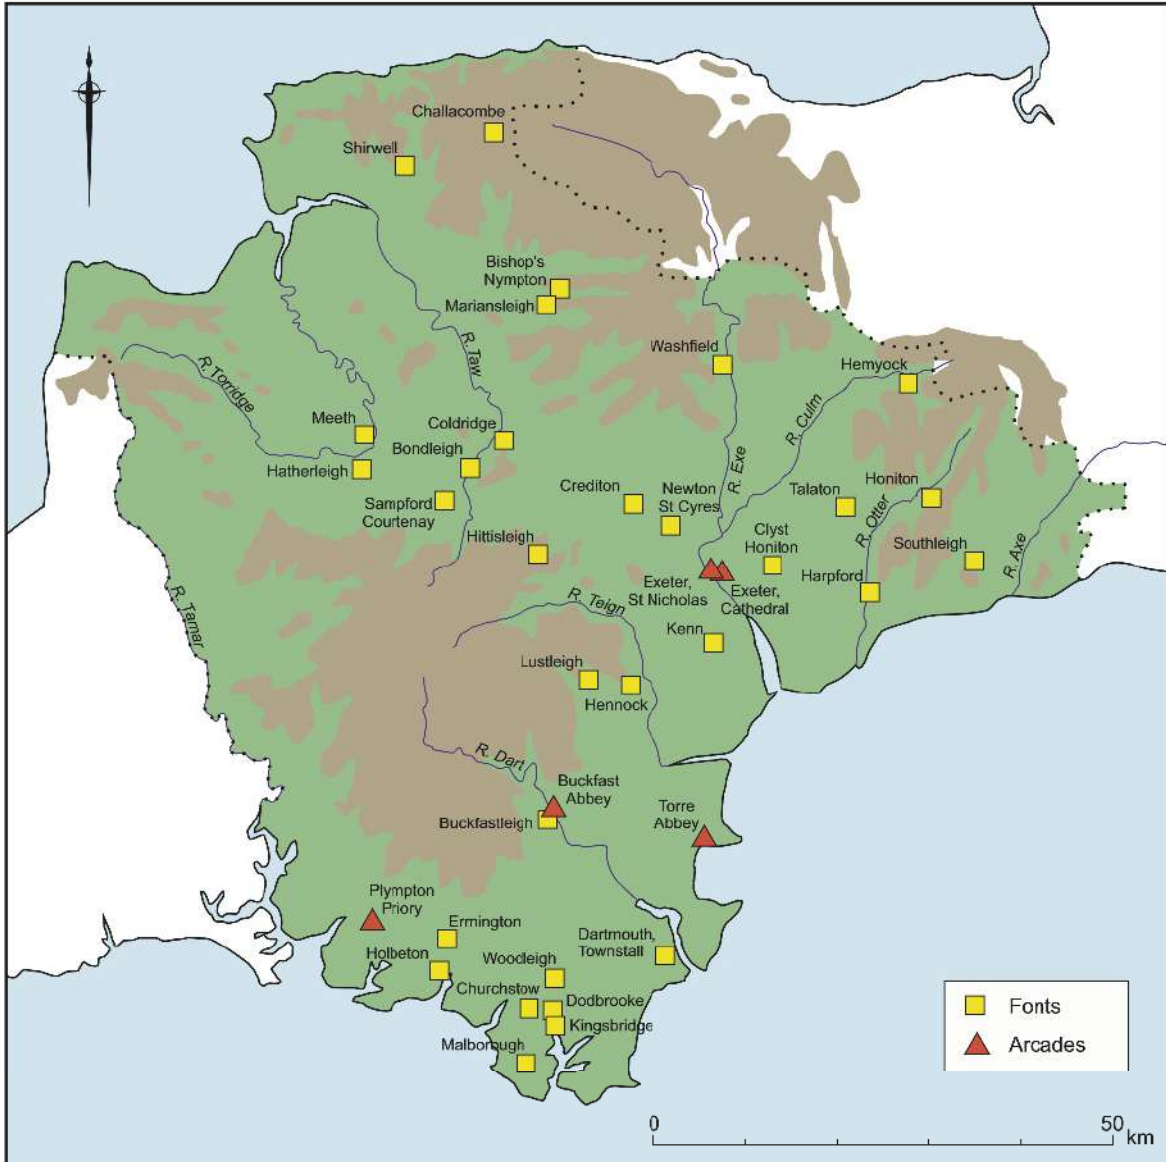 Challacombe
Shirwell
Bishop's
Nympton
Mariansleigh
R. Taw
Washfield
Hemyock
R. Torridge
R. Culm
Meeth
Coldridge
Bondleigh
Hatherleigh
R. Exe
Crediton
Newton
St Cyres
Talaton
Honiton
Sampford
Courtenay
R. Otter
Hittisleigh
Clyst
Honiton
Southleigh
R. Axe
Exeter,
St Nicholas
Exeter,
Cathedral
Harpford
R. Tamar
R. Teign
Kenn
Lustleigh
Hennock
R. Dart
Buckfast
Abbey
Torre
Abbey
Buckfastleigh
Plympton
Priory
Ermington
Dartmouth,
Townstall
Holbeton
Woodleigh
Churchstow
Dodbrooke
Kingsbridge
Malborough
Fonts
Arcades
0
50
km